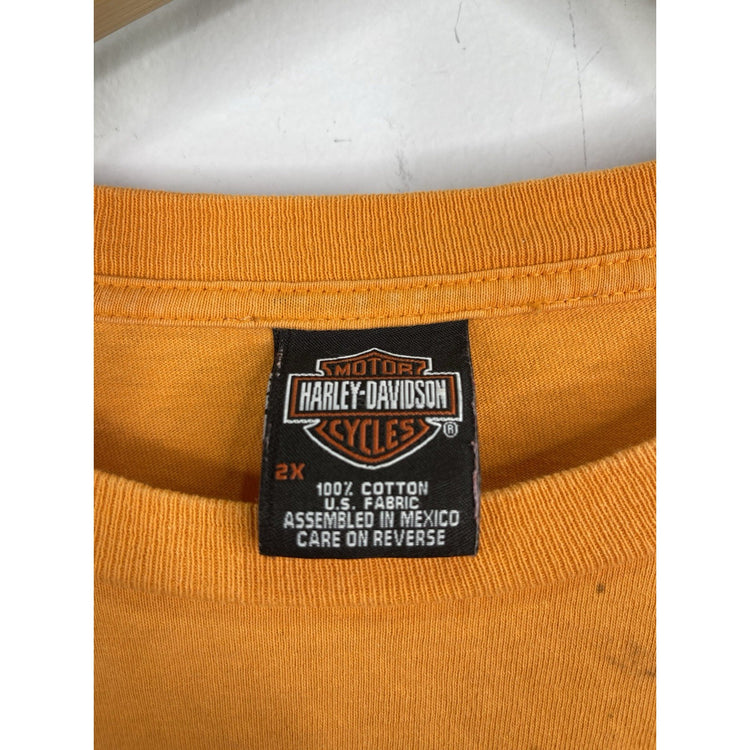 MOTOR
HARLEY-DAVIDSON
CYCLES
®
2X
100% COTTON
U.S. FABRIC
ASSEMBLED IN MEXICO
CARE ON REVERSE